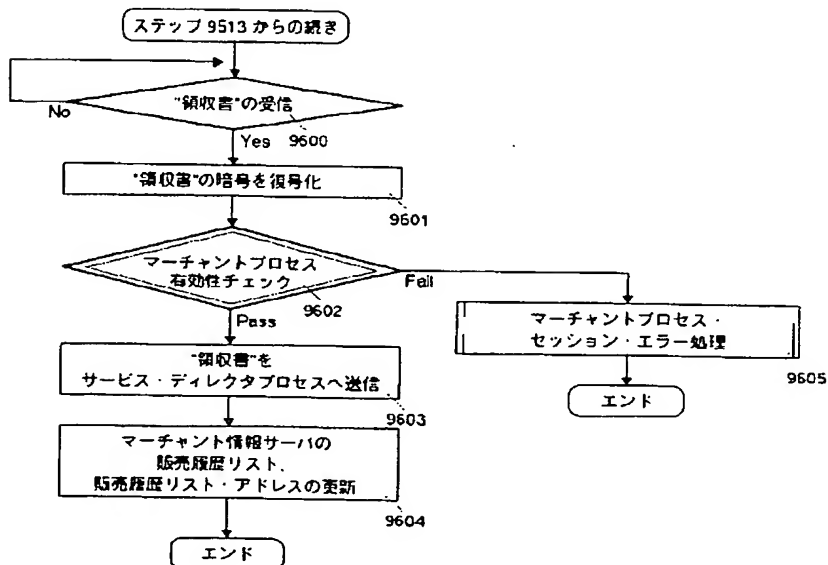 ステップ 9513 からの続き
"領収書"の受信
No
9600
Yes
"領収書"の暗号を復号化
9601
マーチャントプロセス
有効性チェック
Fail
9602
Pass
マーチャントプロセス・
セッション・エラー処理
9605
エンド
"領収書"を
サービス・ディレクタプロセスへ送信
9603
マーチャント情報サーバの
販売履歴リスト、
販売履歴リスト・アドレスの更新
9604
エンド